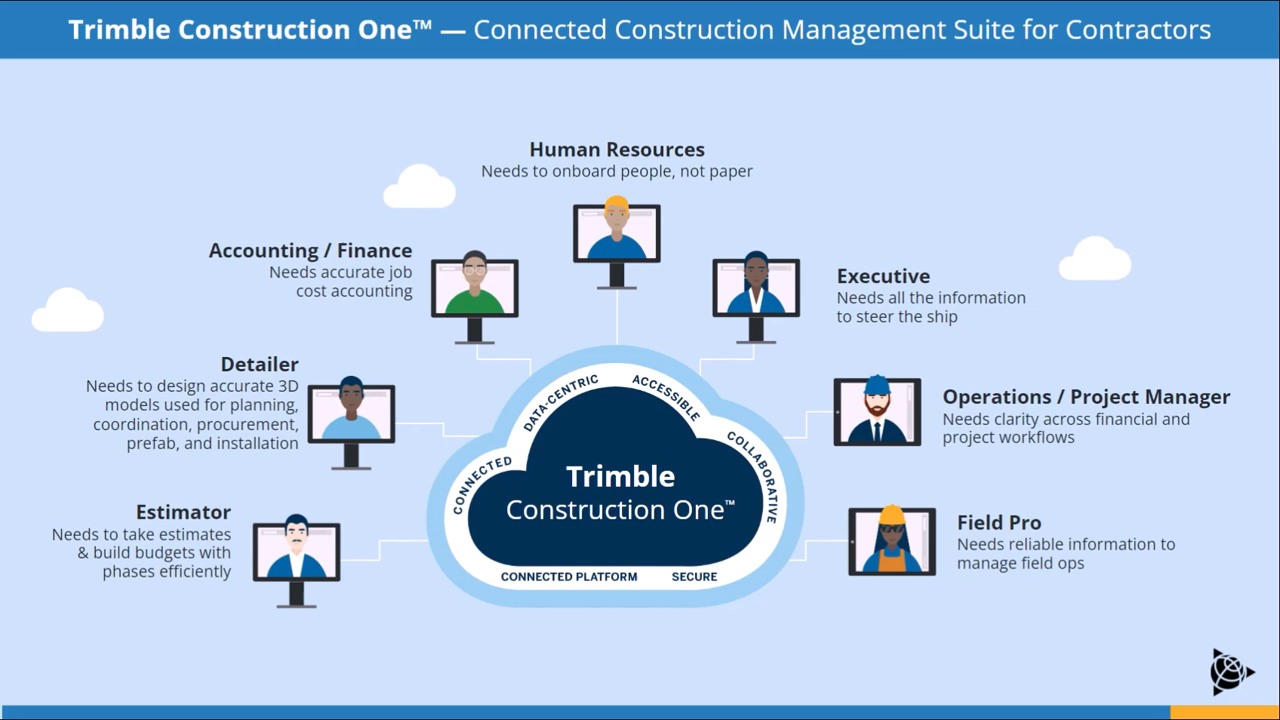 Trimble Construction One™ — Connected Construction Management Suite for Contractors
Human Resources
Needs to onboard people, not paper
Accounting / Finance
Needs accurate job
cost accounting
Executive
Needs all the information
to steer the ship
Detailer
Needs to design accurate 3D
models used for planning,
coordination, procurement,
prefab, and installation
Operations / Project Manager
Needs clarity across financial and
project workflows
Estimator
Needs to take estimates
& build budgets with
phases efficiently
Field Pro
Needs reliable information to
manage field ops
CONNECTED
DATA-CENTRIC
ACCESSIBLE
COLLABORATIVE
Trimble
Construction One™
CONNECTED PLATFORM SECURE